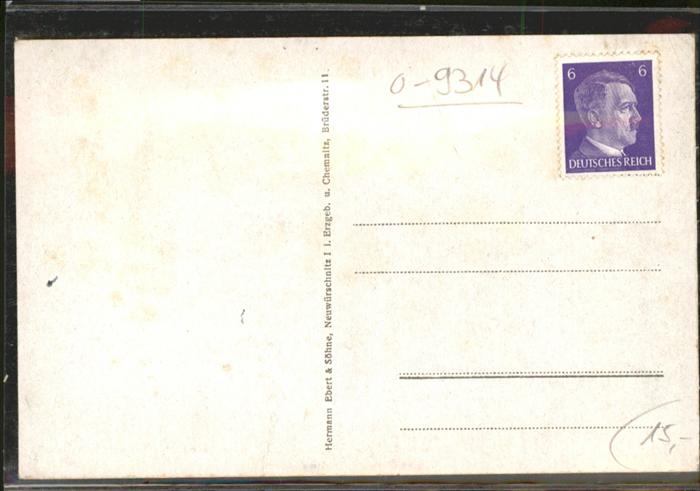 0-9314
6 6
DEUTSCHES REICH
Hermann Ebert & Söhne, Neuwürschnitz I i. Erzgeb. u. Chemnitz, Brüderstr. 11.
15,-